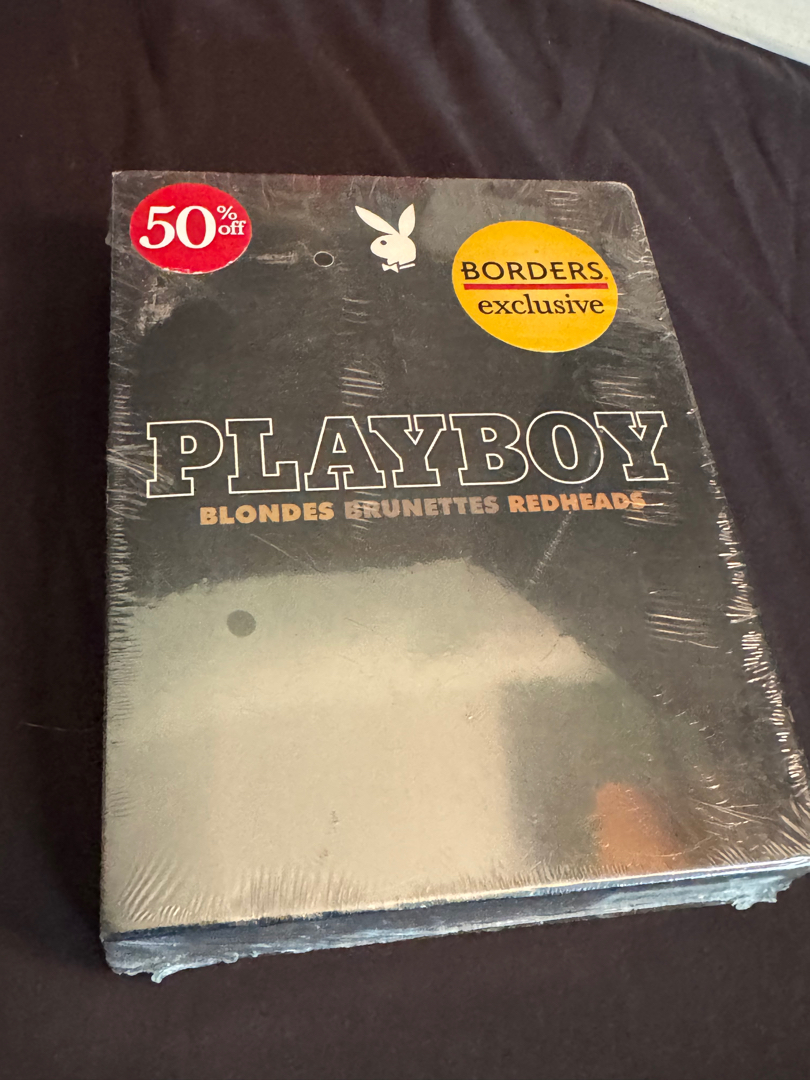 50% off
BORDERS®
exclusive
PLAYBOY
BLONDES BRUNETTES REDHEADS